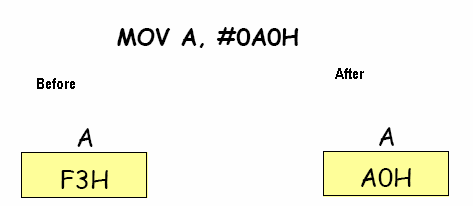 MOV A, #0A0H
Before
After
A
A
F3H
A0H